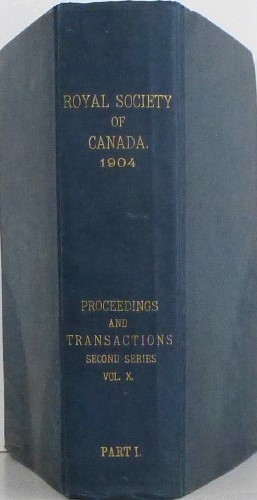 ROYAL SOCIETY
OF
CANADA.
1904
PROCEEDINGS
AND
TRANSACTIONS
SECOND SERIES
VOL. X.
PART I.